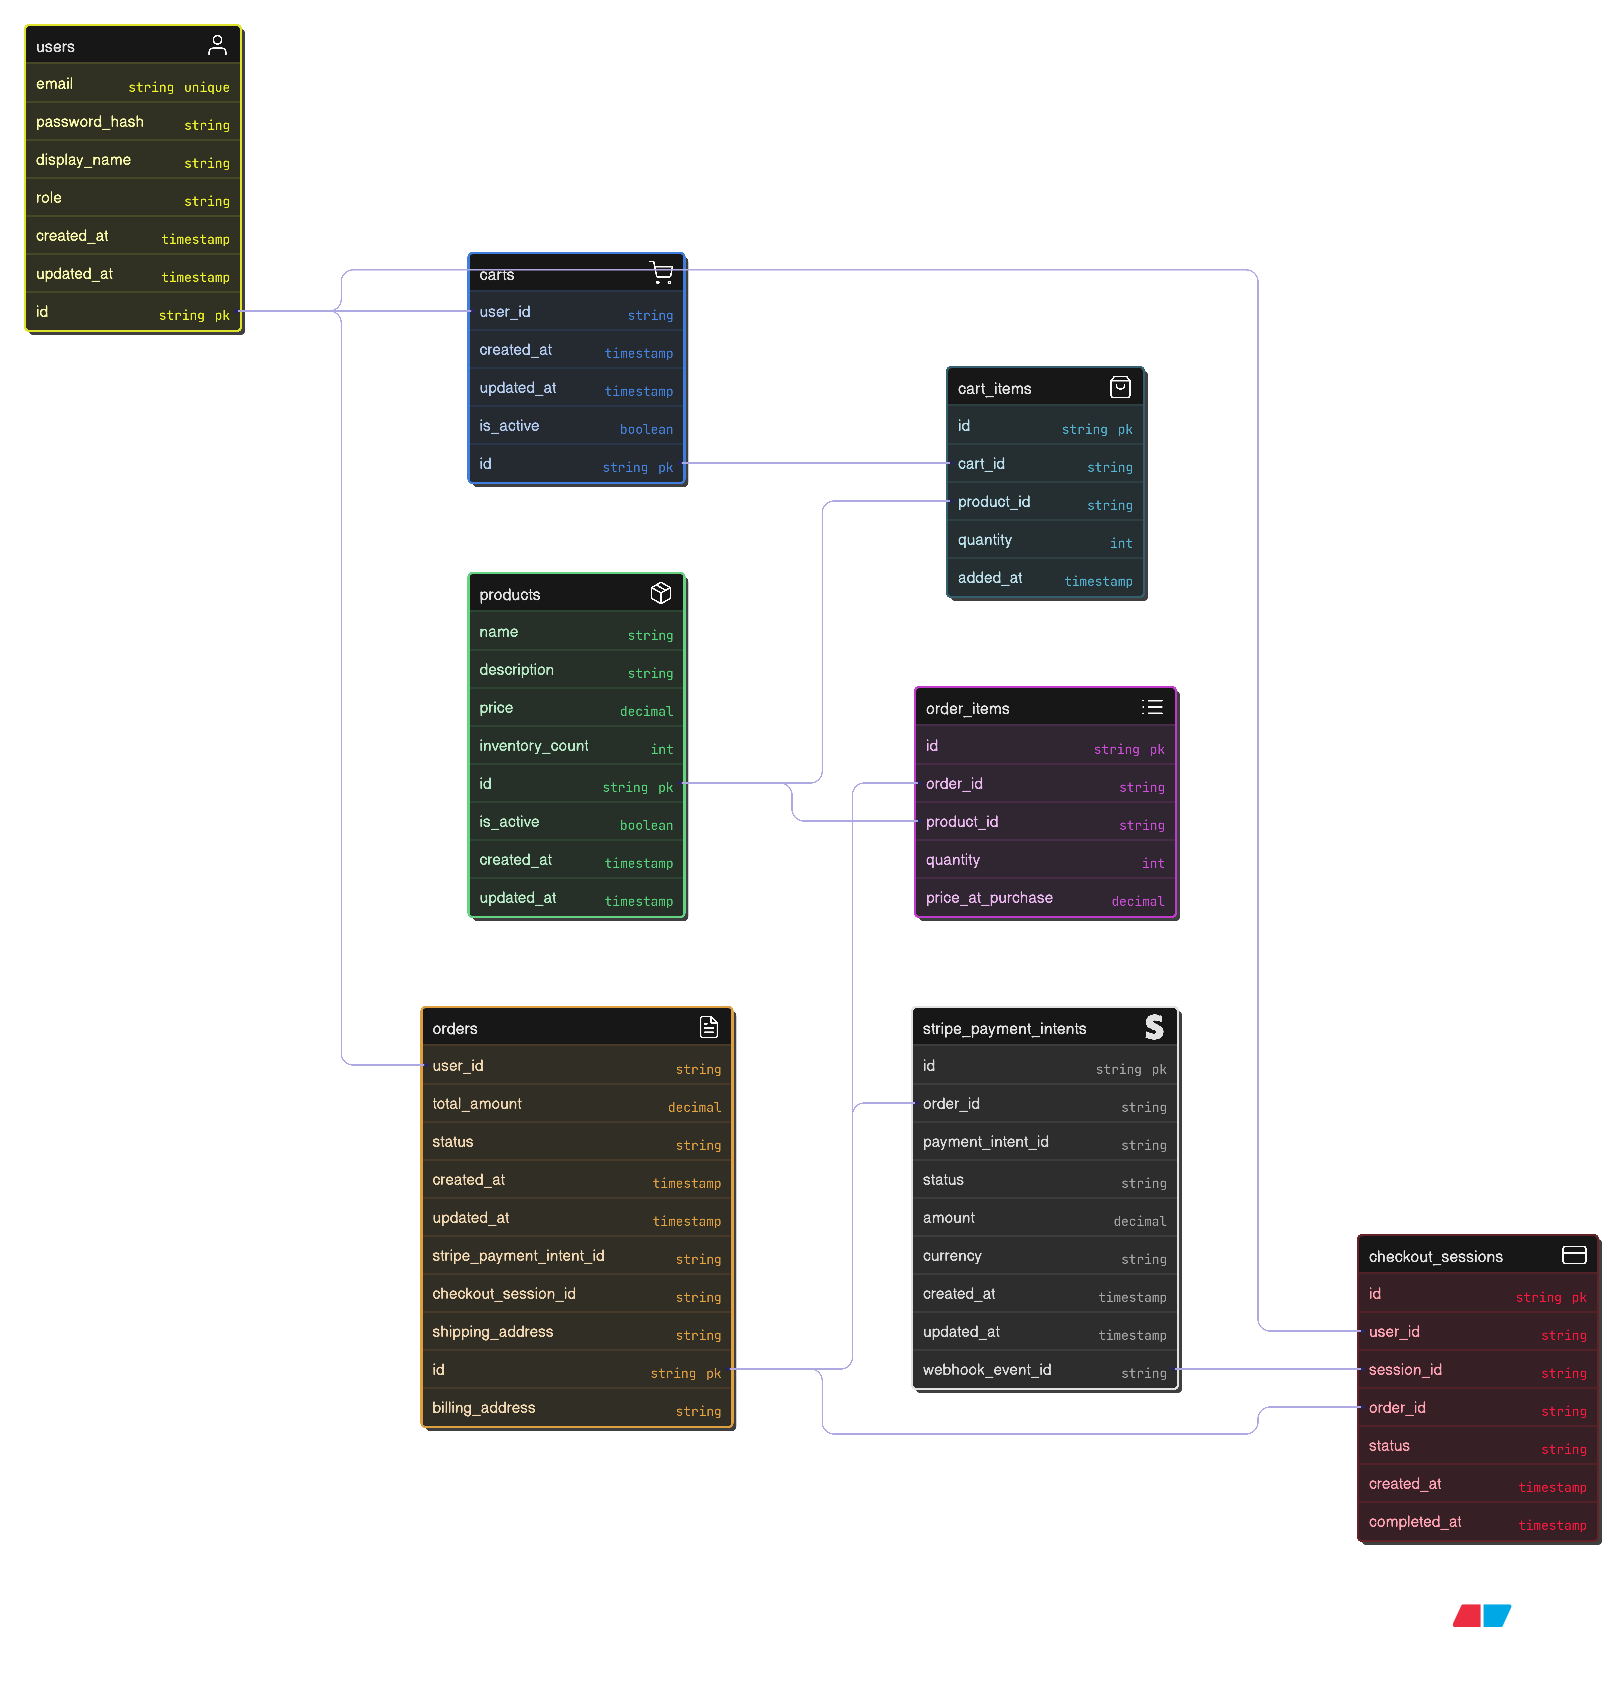 users
email string unique
password_hash string
display_name string
role string
created_at timestamp
updated_at timestamp
id string pk
carts
user_id string
created_at timestamp
updated_at timestamp
is_active boolean
id string pk
cart_items
id string pk
cart_id string
product_id string
quantity int
added_at timestamp
products
name string
description string
price decimal
inventory_count int
id string pk
is_active boolean
created_at timestamp
updated_at timestamp
order_items
id string pk
order_id string
product_id string
quantity int
price_at_purchase decimal
orders
user_id string
total_amount decimal
status string
created_at timestamp
updated_at timestamp
stripe_payment_intent_id string
checkout_session_id string
shipping_address string
id string pk
billing_address string
stripe_payment_intents
id string pk
order_id string
payment_intent_id string
status string
amount decimal
currency string
created_at timestamp
updated_at timestamp
webhook_event_id string
checkout_sessions
id string pk
user_id string
session_id string
order_id string
status string
created_at timestamp
completed_at timestamp